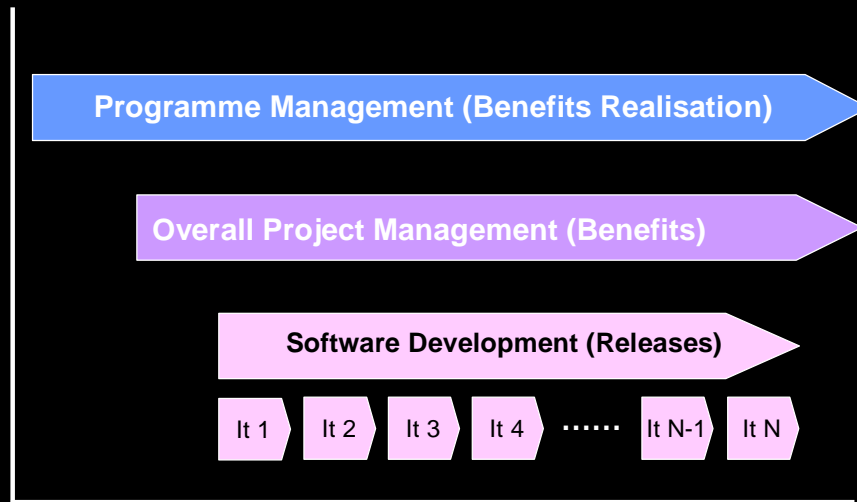 Programme Management (Benefits Realisation)
Overall Project Management (Benefits)
Software Development (Releases)
It 1 It 2 It 3 It 4 ...... It N-1 It N